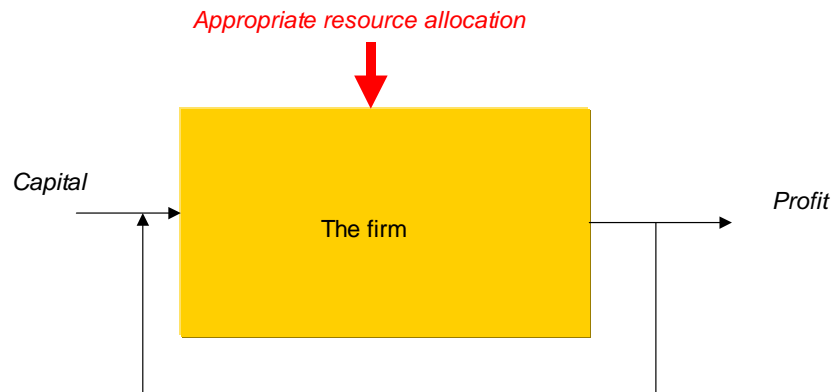 Appropriate resource allocation
Capital
Profit
The firm